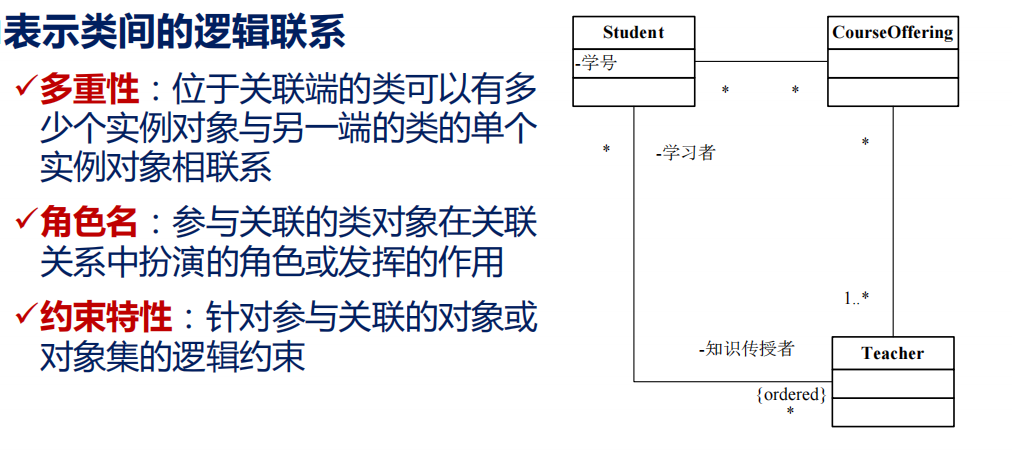 表示类间的逻辑联系
✓多重性：位于关联端的类可以有多
少个实例对象与另一端的类的单个
实例对象相联系
✓角色名：参与关联的类对象在关联
关系中扮演的角色或发挥的作用
✓约束特性：针对参与关联的对象或
对象集的逻辑约束
Student
-学号
CourseOffering
*
*
*
-学习者
*
1..*
-知识传授者
Teacher
{ordered}
*